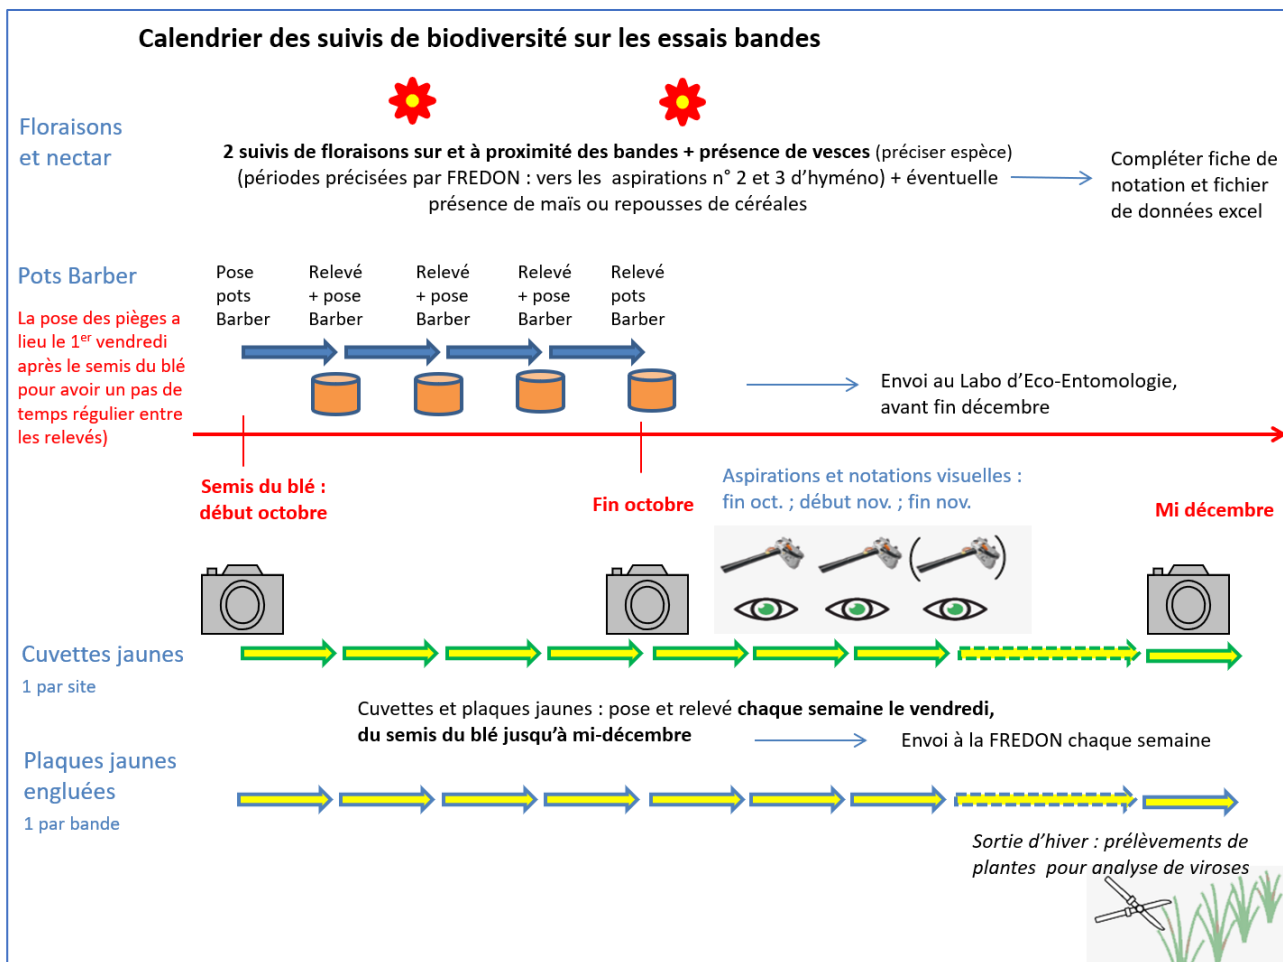 Calendrier des suivis de biodiversité sur les essais bandes
Floraisons
et nectar
2 suivis de floraisons sur et à proximité des bandes + présence de vesces (préciser espèce)
(périodes précisées par FREDON : vers les aspirations n° 2 et 3 d'hyméno) + éventuelle
présence de maïs ou repousses de céréales
Compléter fiche de
notation et fichier
de données excel
Pots Barber
La pose des pièges a
lieu le 1er vendredi
après le semis du blé
pour avoir un pas de
temps régulier entre
les relevés)
Pose
pots
Barber
Relevé
+ pose
Barber
Relevé
+ pose
Barber
Relevé
+ pose
Barber
Relevé
pots
Barber
Envoi au Labo d'Eco-Entomologie,
avant fin décembre
Semis du blé :
début octobre
Fin octobre
Aspirations et notations visuelles :
fin oct. ; début nov. ; fin nov.
Mi décembre
Cuvettes jaunes
1 par site
Cuvettes et plaques jaunes : pose et relevé chaque semaine le vendredi,
du semis du blé jusqu'à mi-décembre
Envoi à la FREDON chaque semaine
Plaques jaunes
engluées
1 par bande
Sortie d'hiver : prélèvements de
plantes  pour analyse de viroses